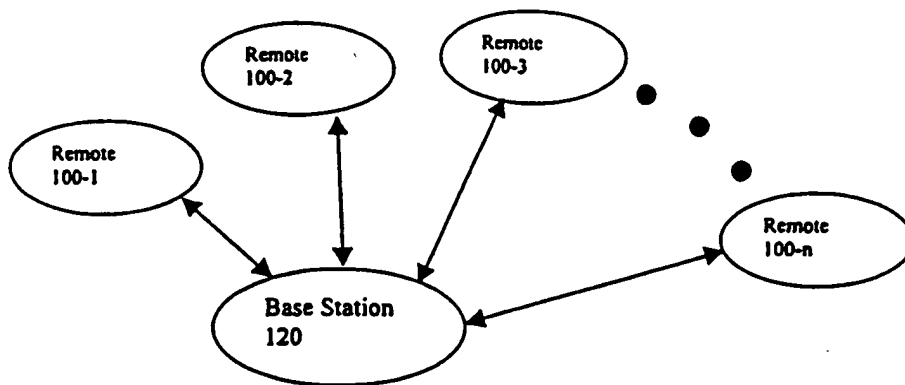 Remote
100-1
Remote
100-2
Remote
100-3
Remote
100-n
Base Station
120